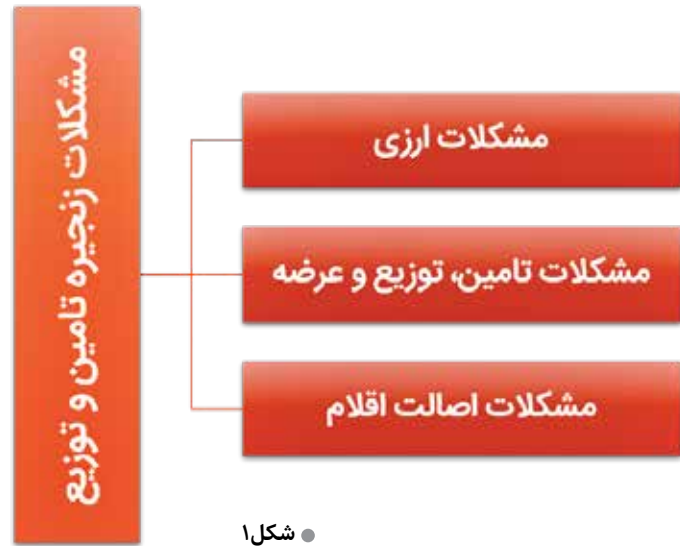 مشکلات زنجیره تامین و توزیع
مشکلات ارزی
مشکلات تامین، توزیع و عرضه
مشکلات اصالت اقلام
شکل۱